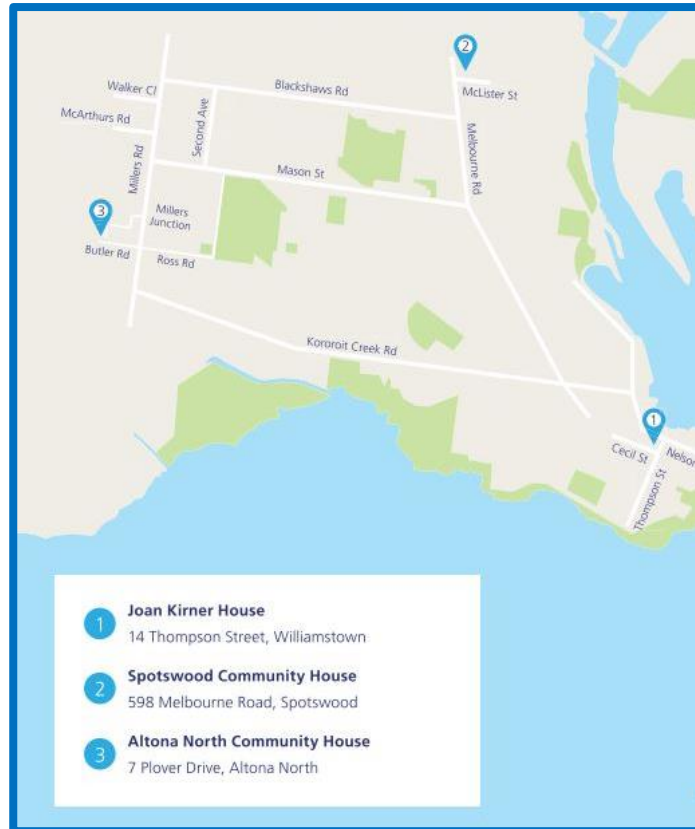 2
Blackshaws Rd
McLister St
Walker Cl
McArthurs Rd
Second Ave
Melbourne Rd
Millers Rd
Mason St
3
Millers
Junction
Butler Rd
Ross Rd
Kororoit Creek Rd
1
Cecil St
Nelson
Thompson St
1
Joan Kirner House
14 Thompson Street, Williamstown
2
Spotswood Community House
598 Melbourne Road, Spotswood
3
Altona North Community House
7 Plover Drive, Altona North